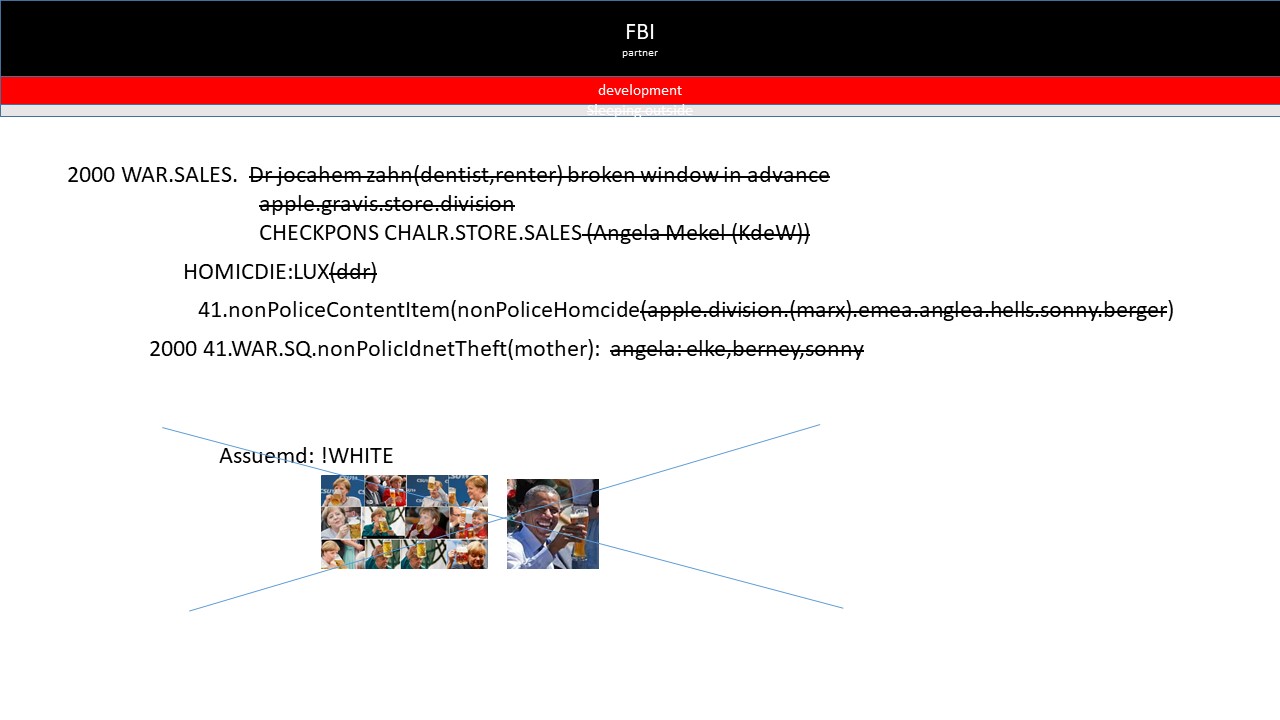 FBI
partner
development
Sleeping outside
2000 WAR.SALES. Dr jocahem zahn(dentist,renter) broken window in advance
apple.gravis.store.division
CHECKPONS CHALR.STORE.SALES (Angela Mekel (KdeW))
HOMICDIE:LUX(ddr)
41.nonPoliceContentItem(nonPoliceHomcide(apple.division.(marx).emea.anglea.hells.sonny.berger)
2000 41.WAR.SQ.nonPolicIdnetTheft(mother): angela: elke,berney,sonny
Assuemd: !WHITE